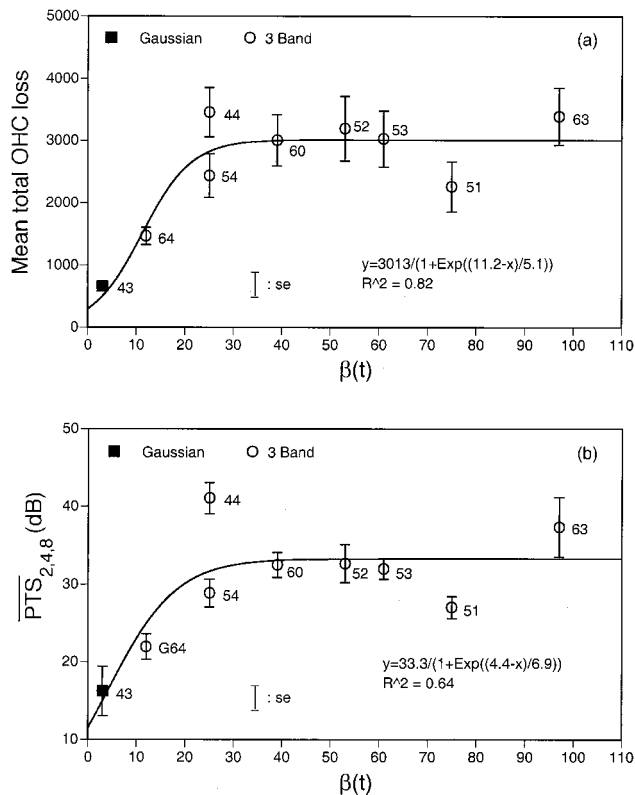 5000
Gaussian
3 Band
(a)
4000
3000
2000
1000
0
Mean total OHC loss
44
54
60
52
53
63
51
64
43
: se
y=3013/(1+Exp((11.2-x)/5.1))
R^2 = 0.82
0 10 20 30 40 50 60 70 80 90 100 110
β(t)
50
Gaussian
3 Band
(b)
40
30
20
10
PTS2,4,8 (dB)
44
54
60
52
53
63
51
G64
43
: se
y=33.3/(1+Exp((4.4-x)/6.9))
R^2 = 0.64
0 10 20 30 40 50 60 70 80 90 100 110
β(t)